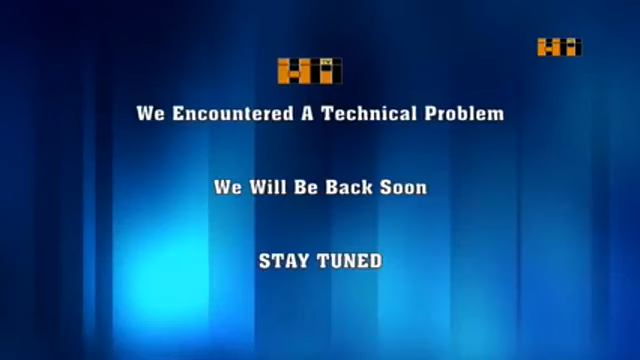 We Encountered A Technical Problem
We Will Be Back Soon
STAY TUNED